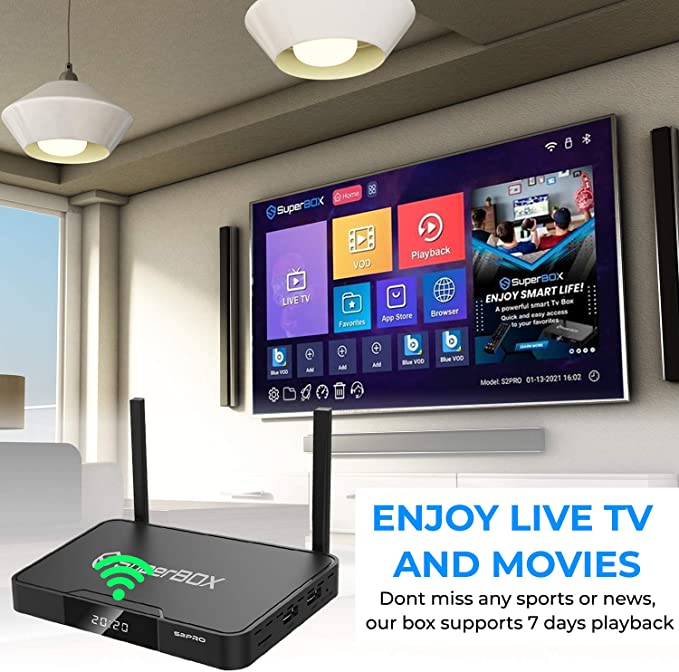 SuperBOX
Home
LIVE TV
VOD
Playback
Favorites
App Store
Browser
Blue VOD
Add
Add
Add
Blue VOD
Blue VOD
SuperBOX
ENJOY SMART LIFE!
A powerful smart Tv Box
Quick and easy access
to your favorites
LEARN MORE
Model: S2PRO 01-13-2021 16:02
SuperBOX
20:20
S2PRO
ENJOY LIVE TV
AND MOVIES
Dont miss any sports or news,
our box supports 7 days playback